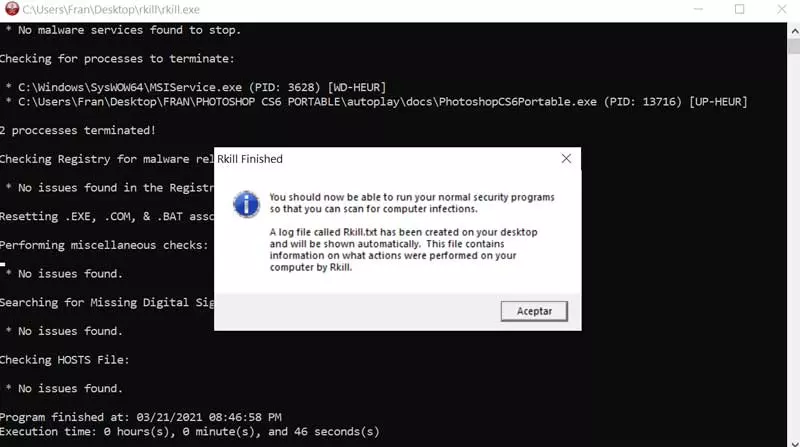 C:\Users\Fran\Desktop\rkill\rkill.exe
* No malware services found to stop.
Checking for processes to terminate:
* C:\Windows\SysWOW64\MSIService.exe (PID: 3628) [WD-HEUR]
* C:\Users\Fran\Desktop\FRAN\PHOTOSHOP CS6 PORTABLE\autoplay\docs\PhotoshopCS6Portable.exe (PID: 13716) [UP-HEUR]
2 proccesses terminated!
Checking Registry for malware rel
* No issues found in the Registr
Resetting .EXE, .COM, & .BAT asso
Performing miscellaneous checks:
* No issues found.
Searching for Missing Digital Sig
* No issues found.
Checking HOSTS File:
* No issues found.
Program finished at: 03/21/2021 08:46:58 PM
Execution time: 0 hours(s), 0 minute(s), and 46 seconds(s)
Rkill Finished
You should now be able to run your normal security programs
so that you can scan for computer infections.
A log file called Rkill.txt has been created on your desktop
and will be shown automatically. This file contains
information on what actions were performed on your
computer by Rkill.
Aceptar